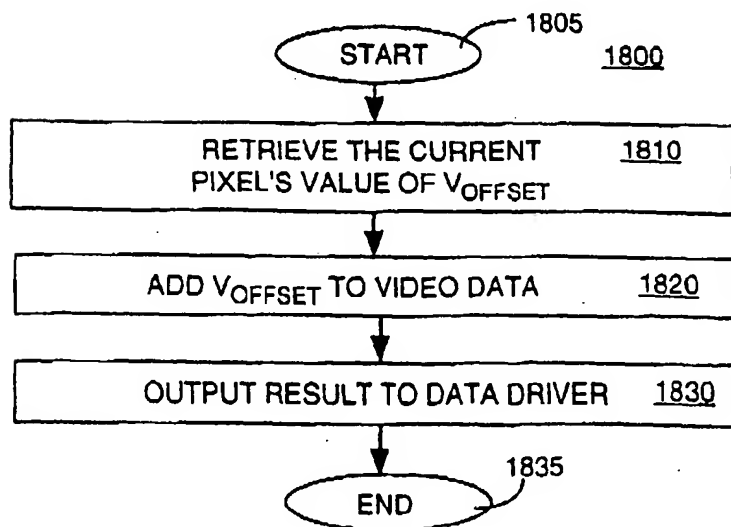 1805
START
1800
RETRIEVE THE CURRENT 1810
PIXEL'S VALUE OF VOFFSET
ADD VOFFSET TO VIDEO DATA 1820
OUTPUT RESULT TO DATA DRIVER 1830
1835
END